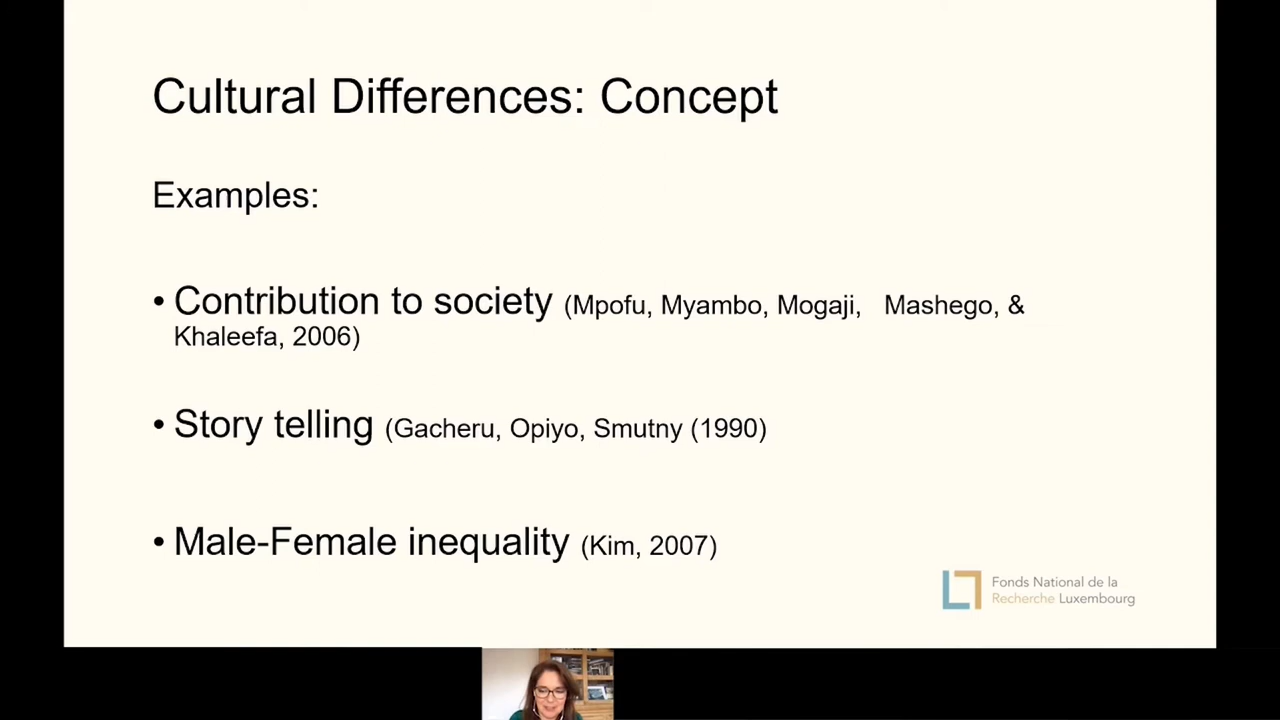 Cultural Differences: Concept
Examples:
• Contribution to society (Mpofu, Myambo, Mogaji, Mashego, &
Khaleefa, 2006)
• Story telling (Gacheru, Opiyo, Smutny (1990)
• Male-Female inequality (Kim, 2007)
Fonds National de la
Recherche Luxembourg